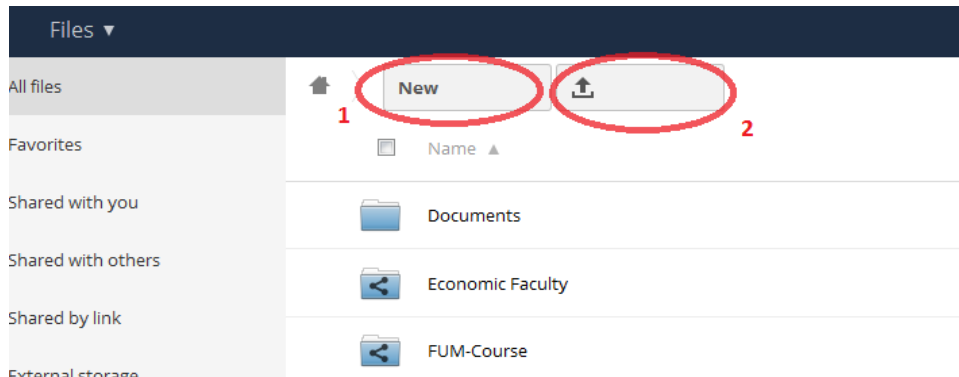 Files ▾
All files
New
1
2
Favorites
Name ▲
Shared with you
Documents
Shared with others
Economic Faculty
Shared by link
FUM-Course
External storage